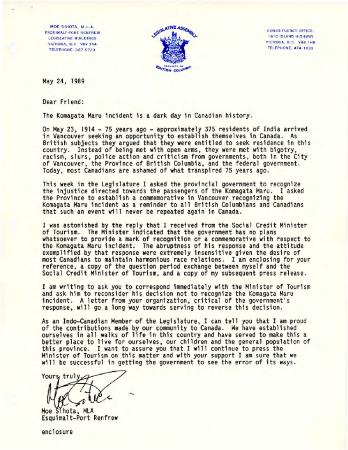 MOE SIHOTA, M.L.A.
ESQUIMALT-PORT RENFREW
LEGISLATIVE BUILDINGS
VICTORIA, B.C. V8V 1X4
LEGISLATIVE ASSEMBLY
BRITISH COLUMBIA
CONSTITUENCY OFFICE:
VICTORIA, B.C.
May 24, 1989
Dear Friend:
The Komagata Maru incident is a dark day in Canadian history.
On May 23, 1914 - 75 years ago - approximately 375 residents of India arrived
in Vancouver seeking an opportunity to establish themselves in Canada. As
British subjects they argued that they were entitled to seek residence in this
country. Instead of being met with open arms, they were met with bigotry,
racism, slurs, police action and criticism from governments, both in the City
of Vancouver, the Province of British Columbia, and the federal government.
Today, most Canadians are ashamed of what transpired 75 years ago.
This week in the Legislature I asked the provincial government to recognize
the injustice directed towards the passengers of the Komagata Maru. I asked
the Province to establish a commemorative in Vancouver recognizing the
Komagata Maru incident as a reminder to all British Columbians and Canadians
that such an event will never be repeated again in Canada.
I was astonished by the reply that I received from the Social Credit Minister
of Tourism. The Minister indicated that the government has no plans
whatsoever to provide a mark of recognition or a commemorative with respect to
the Komagata Maru incident. The abruptness of his response and the attitude
exemplified by that response were extremely insensitive given the desire of
most Canadians to maintain harmonious race relations. I am enclosing for your
reference, a copy of the question period exchange between myself and the
Social Credit Minister of Tourism, and a copy of my subsequent press release.
I am writing to ask you to correspond immediately with the Minister of Tourism
and ask him to reconsider his decision not to recognize the Komagata Maru
incident. A letter from your organization, critical of the government's
response, will go a long way towards serving to reverse this decision.
As an Indo-Canadian Member of the Legislature, I can tell you that I am proud
of the contributions made by our community to Canada. We have established
ourselves in all walks of life in this country and have served to make this a
better place to live for ourselves, our children and the general population of
this province. I want to assure you that I will continue to press the
Minister of Tourism on this matter and with your support I am sure that we
will be successful in getting the government to see the error of its ways.
Yours truly,
Moe Sihota, MLA
Esquimalt-Port Renfrew
enclosure